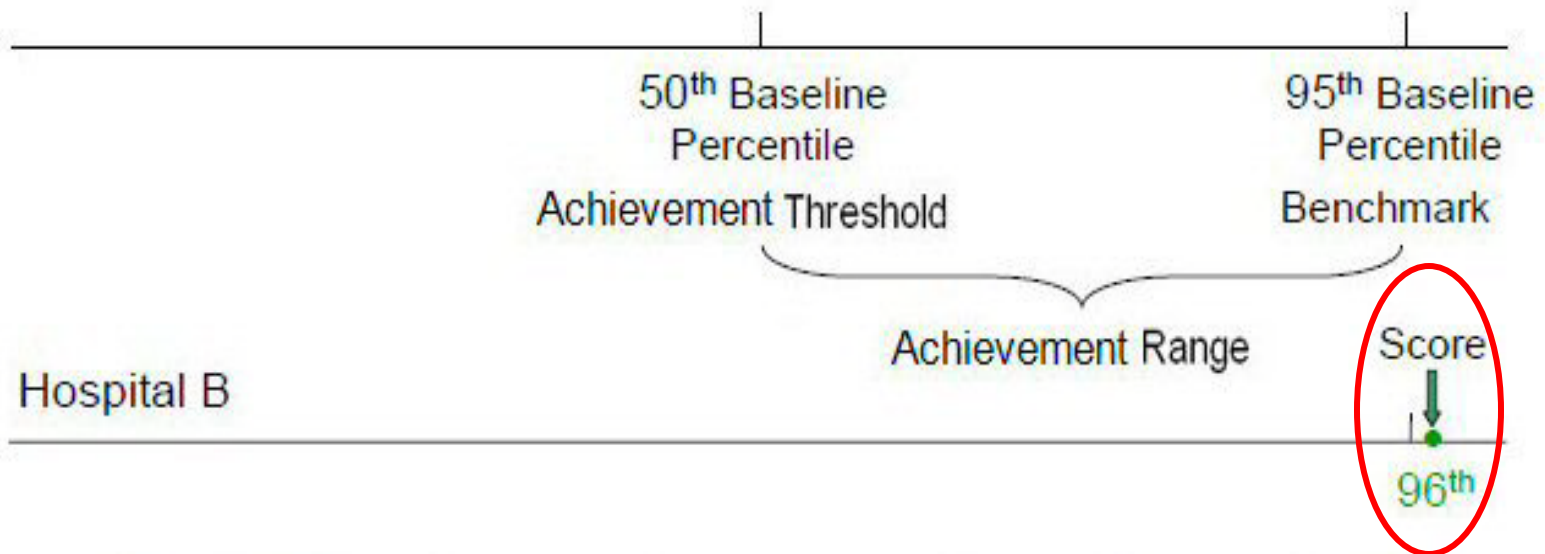 50th Baseline Percentile
95th Baseline Percentile
Achievement Threshold
Benchmark
Achievement Range
Score
Hospital B
96th